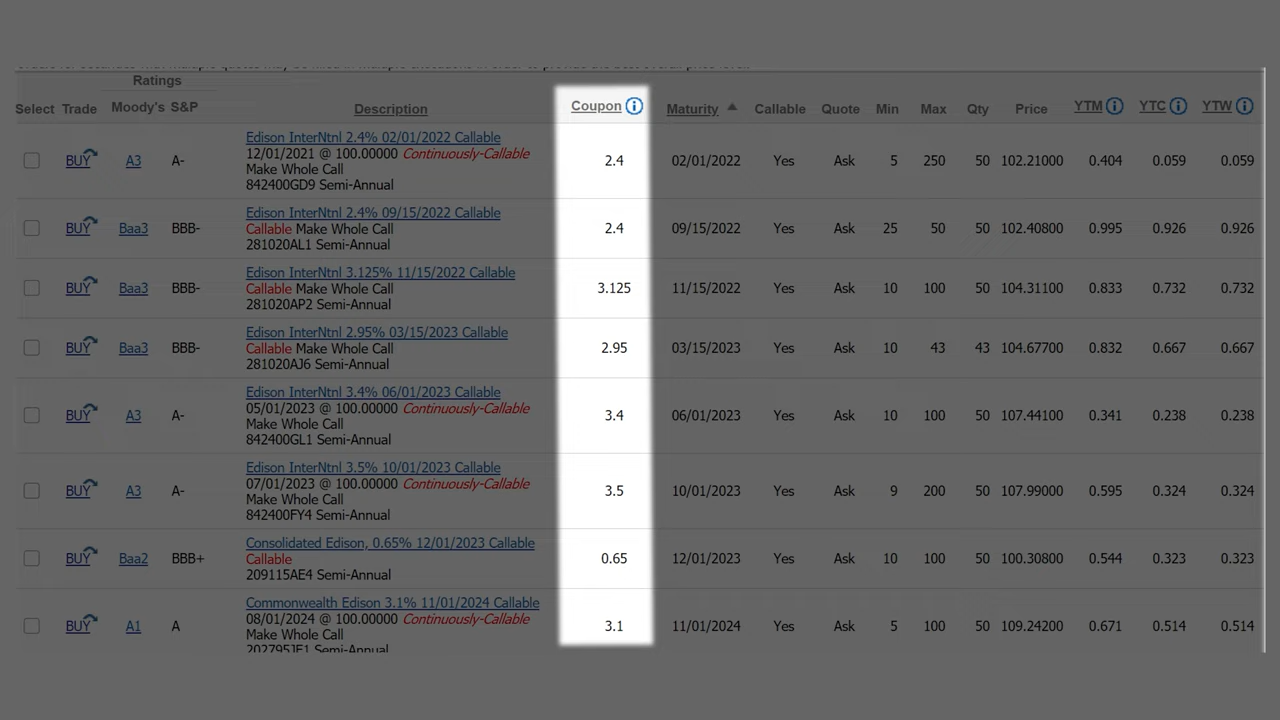 Ratings
Select Trade Moody's S&P Description Coupon Maturity Callable Quote Min Max Qty Price YTM YTC YTW
Edison InterNtnl 2.4% 02/01/2022 Callable
12/01/2021 @ 100.00000 Continuously-Callable
BUY A3 A- 2.4 02/01/2022 Yes Ask 5 250 50 102.21000 0.404 0.059 0.059
Make Whole Call
842400GD9 Semi-Annual
Edison InterNtnl 2.4% 09/15/2022 Callable
BUY Baa3 BBB- Callable Make Whole Call 2.4 09/15/2022 Yes Ask 25 50 50 102.40800 0.995 0.926 0.926
281020AL1 Semi-Annual
Edison InterNtnl 3.125% 11/15/2022 Callable
BUY Baa3 BBB- Callable Make Whole Call 3.125 11/15/2022 Yes Ask 10 100 50 104.31100 0.833 0.732 0.732
281020AP2 Semi-Annual
Edison InterNtnl 2.95% 03/15/2023 Callable
BUY Baa3 BBB- Callable Make Whole Call 2.95 03/15/2023 Yes Ask 10 43 43 104.67700 0.832 0.667 0.667
281020AJ6 Semi-Annual
Edison InterNtnl 3.4% 06/01/2023 Callable
05/01/2023 @ 100.00000 Continuously-Callable
BUY A3 A- 3.4 06/01/2023 Yes Ask 10 100 50 107.44100 0.341 0.238 0.238
Make Whole Call
842400GL1 Semi-Annual
Edison InterNtnl 3.5% 10/01/2023 Callable
07/01/2023 @ 100.00000 Continuously-Callable
BUY A3 A- 3.5 10/01/2023 Yes Ask 9 200 50 107.99000 0.595 0.324 0.324
Make Whole Call
842400FY4 Semi-Annual
Consolidated Edison, 0.65% 12/01/2023 Callable
BUY Baa2 BBB+ Callable 0.65 12/01/2023 Yes Ask 10 100 50 100.30800 0.544 0.323 0.323
209115AE4 Semi-Annual
Commonwealth Edison 3.1% 11/01/2024 Callable
08/01/2024 @ 100.00000 Continuously-Callable
BUY A1 A 3.1 11/01/2024 Yes Ask 5 100 50 109.24200 0.671 0.514 0.514
Make Whole Call
202795JE1 Semi-Annual